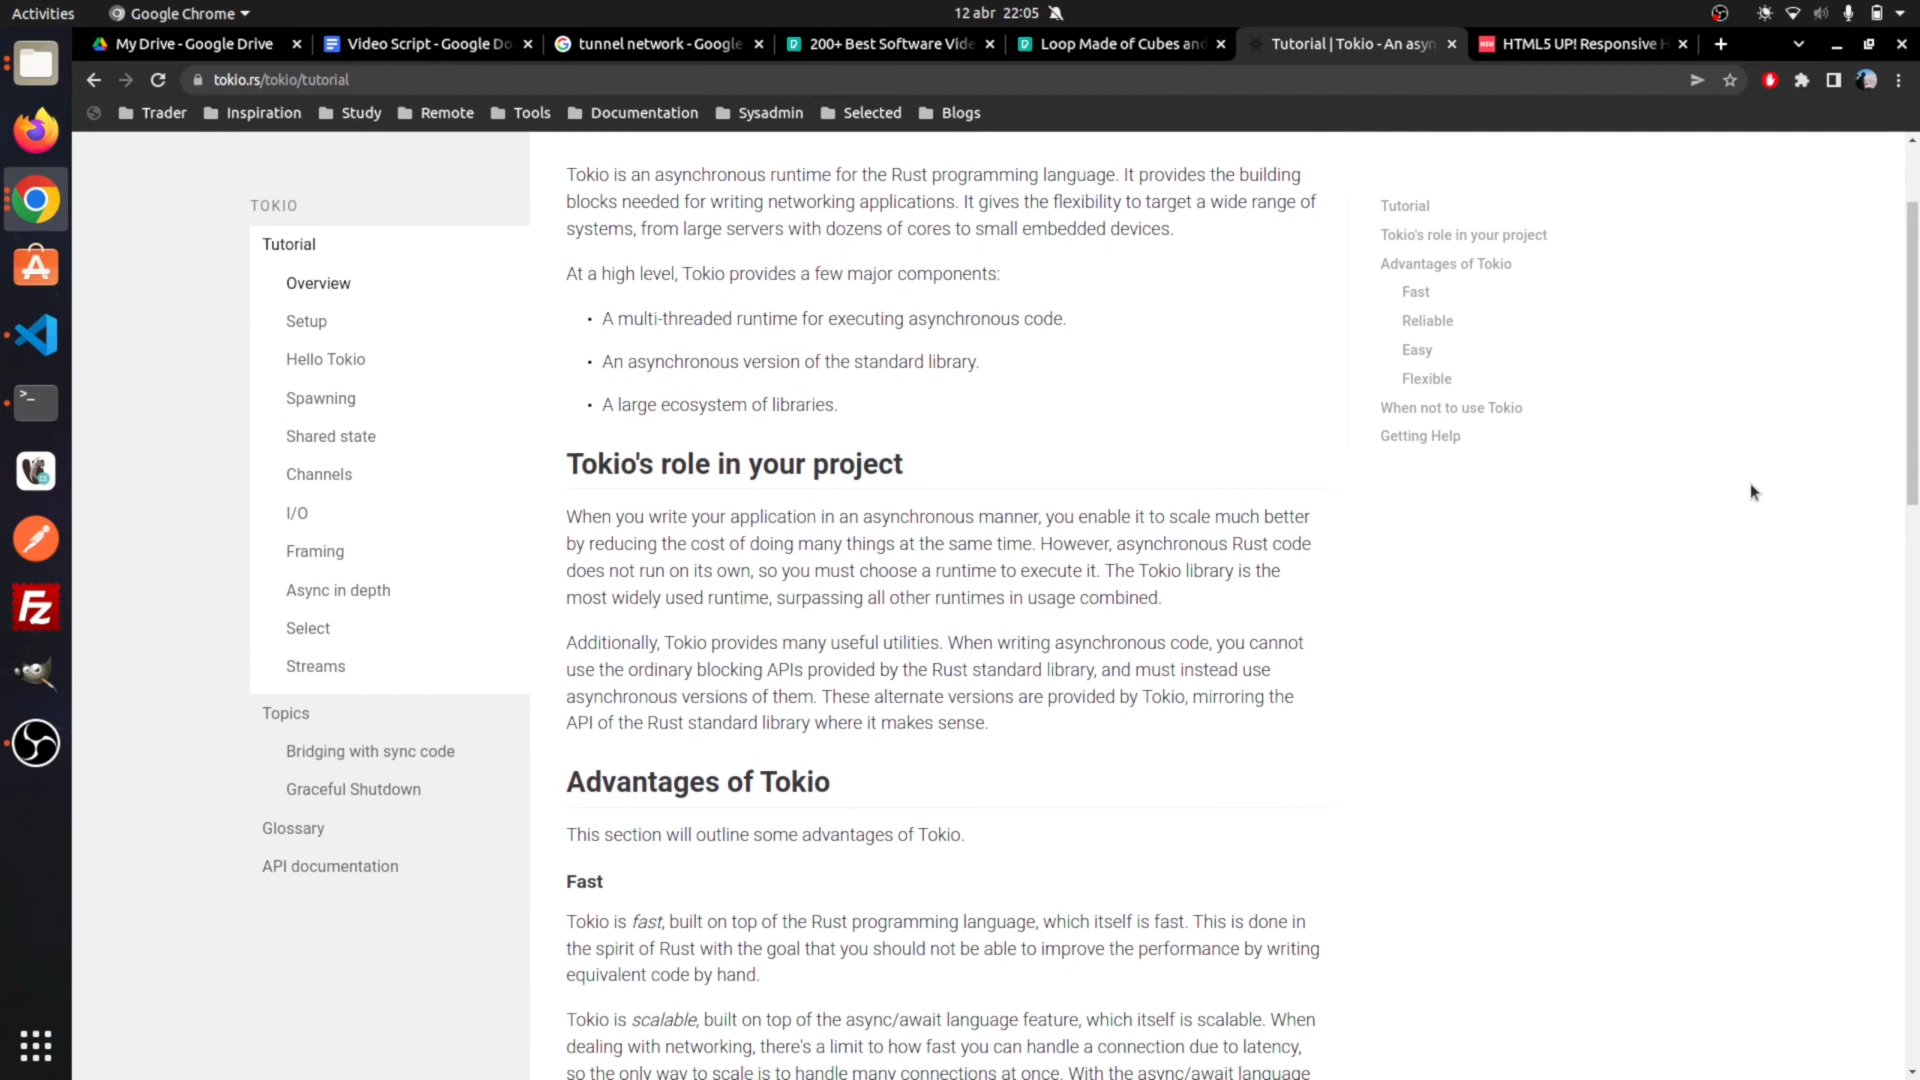 Activities
Google Chrome
12 abr 22:05
My Drive - Google Drive
Video Script - Google Do
tunnel network - Google
200+ Best Software Vide
Loop Made of Cubes and
Tutorial | Tokio - An asyn
HTML5 UP! Responsive H
tokio.rs/tokio/tutorial
Trader
Inspiration
Study
Remote
Tools
Documentation
Sysadmin
Selected
Blogs
TOKIO
Tutorial
Overview
Setup
Hello Tokio
Spawning
Shared state
Channels
I/O
Framing
Async in depth
Select
Streams
Topics
Bridging with sync code
Graceful Shutdown
Glossary
API documentation
Tokio is an asynchronous runtime for the Rust programming language. It provides the building
blocks needed for writing networking applications. It gives the flexibility to target a wide range of
systems, from large servers with dozens of cores to small embedded devices.
At a high level, Tokio provides a few major components:
• A multi-threaded runtime for executing asynchronous code.
• An asynchronous version of the standard library.
• A large ecosystem of libraries.
Tokio's role in your project
When you write your application in an asynchronous manner, you enable it to scale much better
by reducing the cost of doing many things at the same time. However, asynchronous Rust code
does not run on its own, so you must choose a runtime to execute it. The Tokio library is the
most widely used runtime, surpassing all other runtimes in usage combined.
Additionally, Tokio provides many useful utilities. When writing asynchronous code, you cannot
use the ordinary blocking APIs provided by the Rust standard library, and must instead use
asynchronous versions of them. These alternate versions are provided by Tokio, mirroring the
API of the Rust standard library where it makes sense.
Advantages of Tokio
This section will outline some advantages of Tokio.
Fast
Tokio is fast, built on top of the Rust programming language, which itself is fast. This is done in
the spirit of Rust with the goal that you should not be able to improve the performance by writing
equivalent code by hand.
Tokio is scalable, built on top of the async/await language feature, which itself is scalable. When
dealing with networking, there's a limit to how fast you can handle a connection due to latency,
so the only way to scale is to handle many connections at once. With the async/await language
Tutorial
Tokio's role in your project
Advantages of Tokio
Fast
Reliable
Easy
Flexible
When not to use Tokio
Getting Help